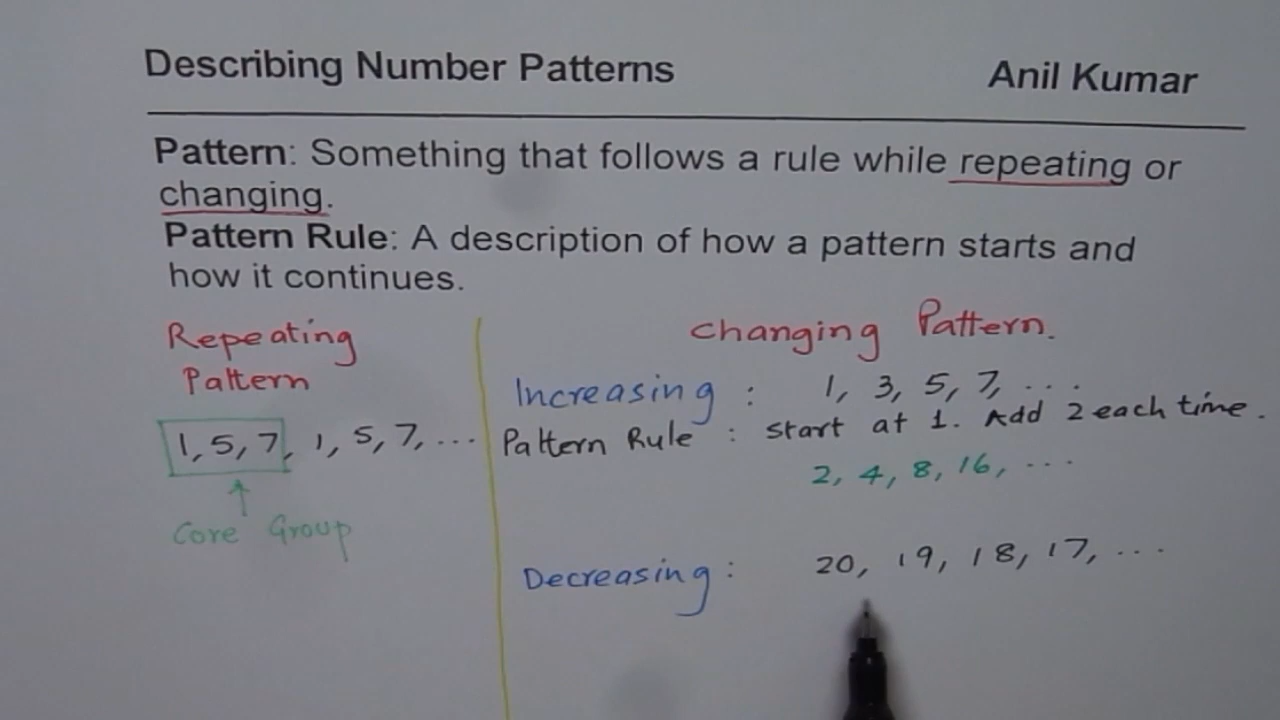 Describing Number Patterns Anil Kumar
Pattern: Something that follows a rule while repeating or
changing.
Pattern Rule: A description of how a pattern starts and
how it continues.
Repeating
Pattern
1, 5, 7, 1, 5, 7, ...
Core Group
Changing Pattern.
Increasing : 1, 3, 5, 7, ...
Pattern Rule : start at 1. Add 2 each time.
2, 4, 8, 16, ...
Decreasing : 20, 19, 18, 17, ...